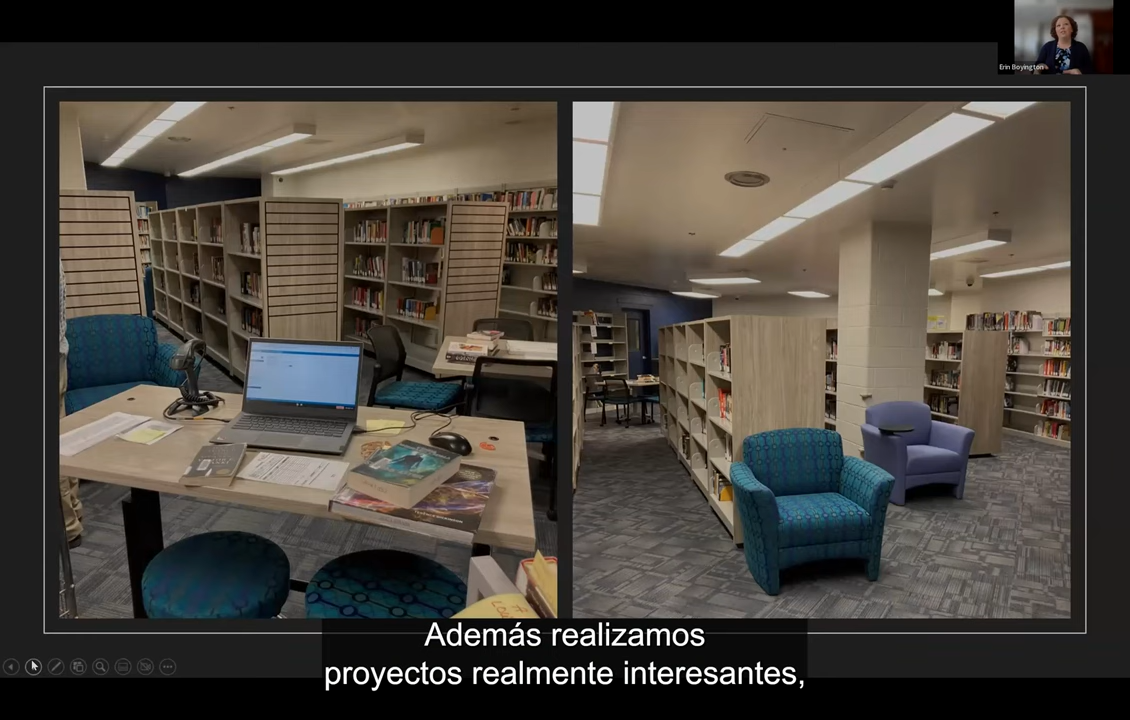 Erin Boyington
Además realizamos
proyectos realmente interesantes,